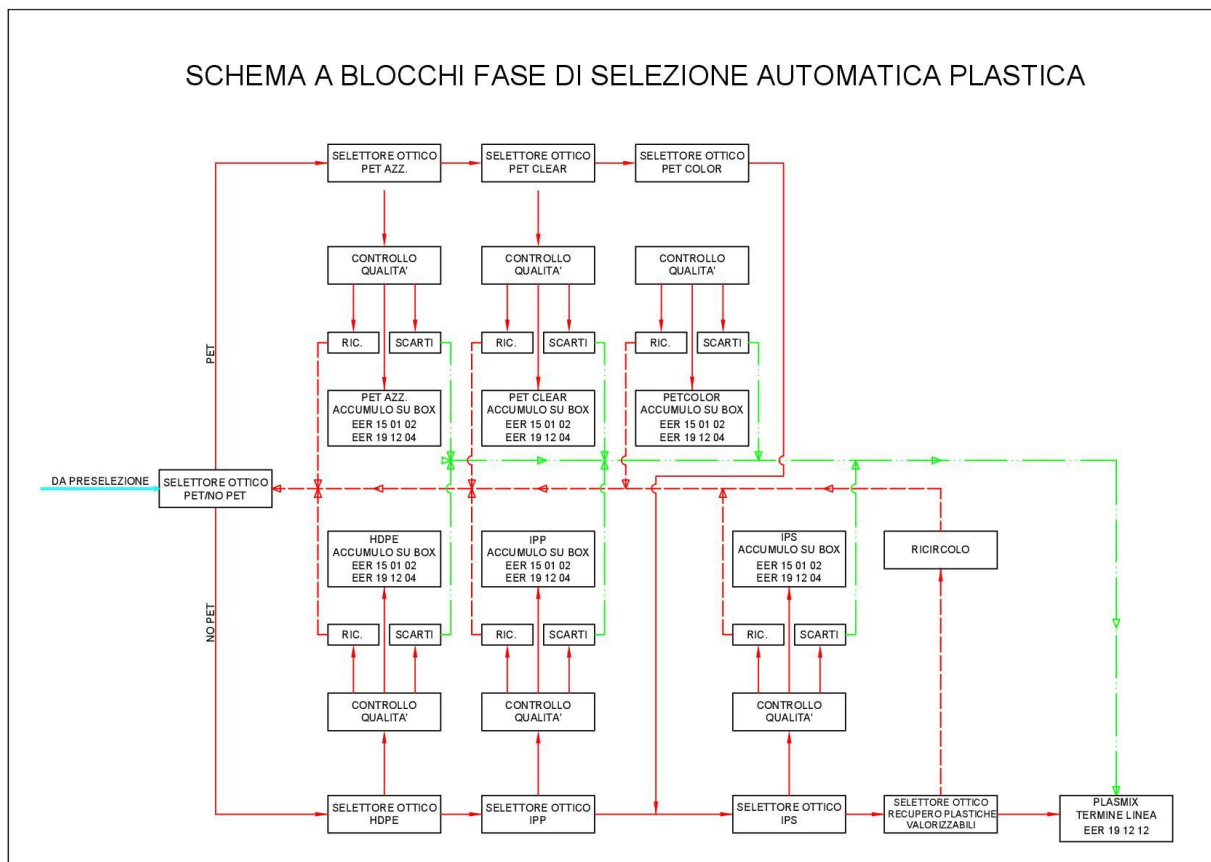 SCHEMA A BLOCCHI FASE DI SELEZIONE AUTOMATICA PLASTICA
SELETTORE OTTICO
PET AZZ.
SELETTORE OTTICO
PET CLEAR
SELETTORE OTTICO
PET COLOR
CONTROLLO
QUALITA'
CONTROLLO
QUALITA'
CONTROLLO
QUALITA'
PET
RIC.
SCARTI
RIC.
SCARTI
RIC.
SCARTI
PET AZZ.
ACCUMULO SU BOX
EER 15 01 02
EER 19 12 04
PET CLEAR
ACCUMULO SU BOX
EER 15 01 02
EER 19 12 04
PETCOLOR
ACCUMULO SU BOX
EER 15 01 02
EER 19 12 04
DA PRESELEZIONE
SELETTORE OTTICO
PET/NO PET
HDPE
ACCUMULO SU BOX
EER 15 01 02
EER 19 12 04
IPP
ACCUMULO SU BOX
EER 15 01 02
EER 19 12 04
IPS
ACCUMULO SU BOX
EER 15 01 02
EER 19 12 04
RICIRCOLO
NO PET
RIC.
SCARTI
RIC.
SCARTI
RIC.
SCARTI
CONTROLLO
QUALITA'
CONTROLLO
QUALITA'
CONTROLLO
QUALITA'
SELETTORE OTTICO
HDPE
SELETTORE OTTICO
IPP
SELETTORE OTTICO
IPS
SELETTORE OTTICO
RECUPERO PLASTICHE
VALORIZZABILI
PLASMIX
TERMINE LINEA
EER 19 12 12